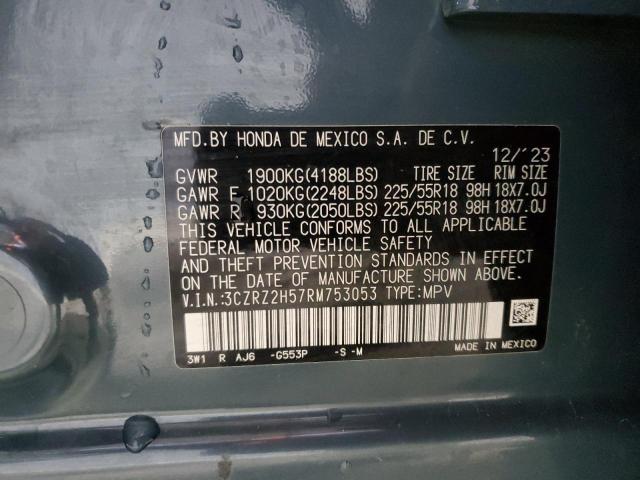 MFD.BY HONDA DE MEXICO S.A. DE C.V.
12/'23
GVWR 1900KG(4188LBS) TIRE SIZE RIM SIZE
GAWR F 1020KG(2248LBS) 225/55R18 98H 18X7.0J
GAWR R 930KG(2050LBS) 225/55R18 98H 18X7.0J
THIS VEHICLE CONFORMS TO ALL APPLICABLE
FEDERAL MOTOR VEHICLE SAFETY
AND THEFT PREVENTION STANDARDS IN EFFECT
ON THE DATE OF MANUFACTURE SHOWN ABOVE.
V.I.N.:3CZRZ2H57RM753053 TYPE:MPV
3W1 R AJ6 -G553P -S -M MADE IN MEXICO